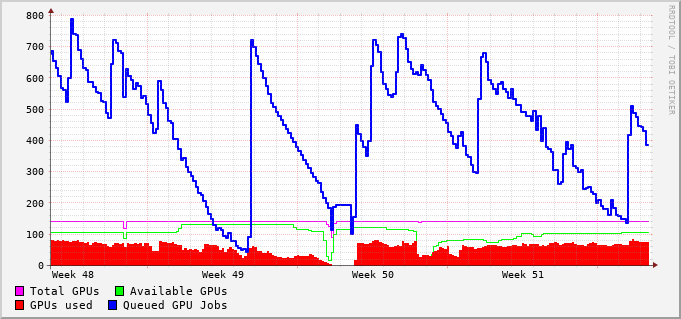 800
700
600
500
400
300
200
100
0
Week 48 Week 49 Week 50 Week 51
Total GPUs Available GPUs
GPUs used Queued GPU Jobs
RRDTOOL / TOBI OETIKER